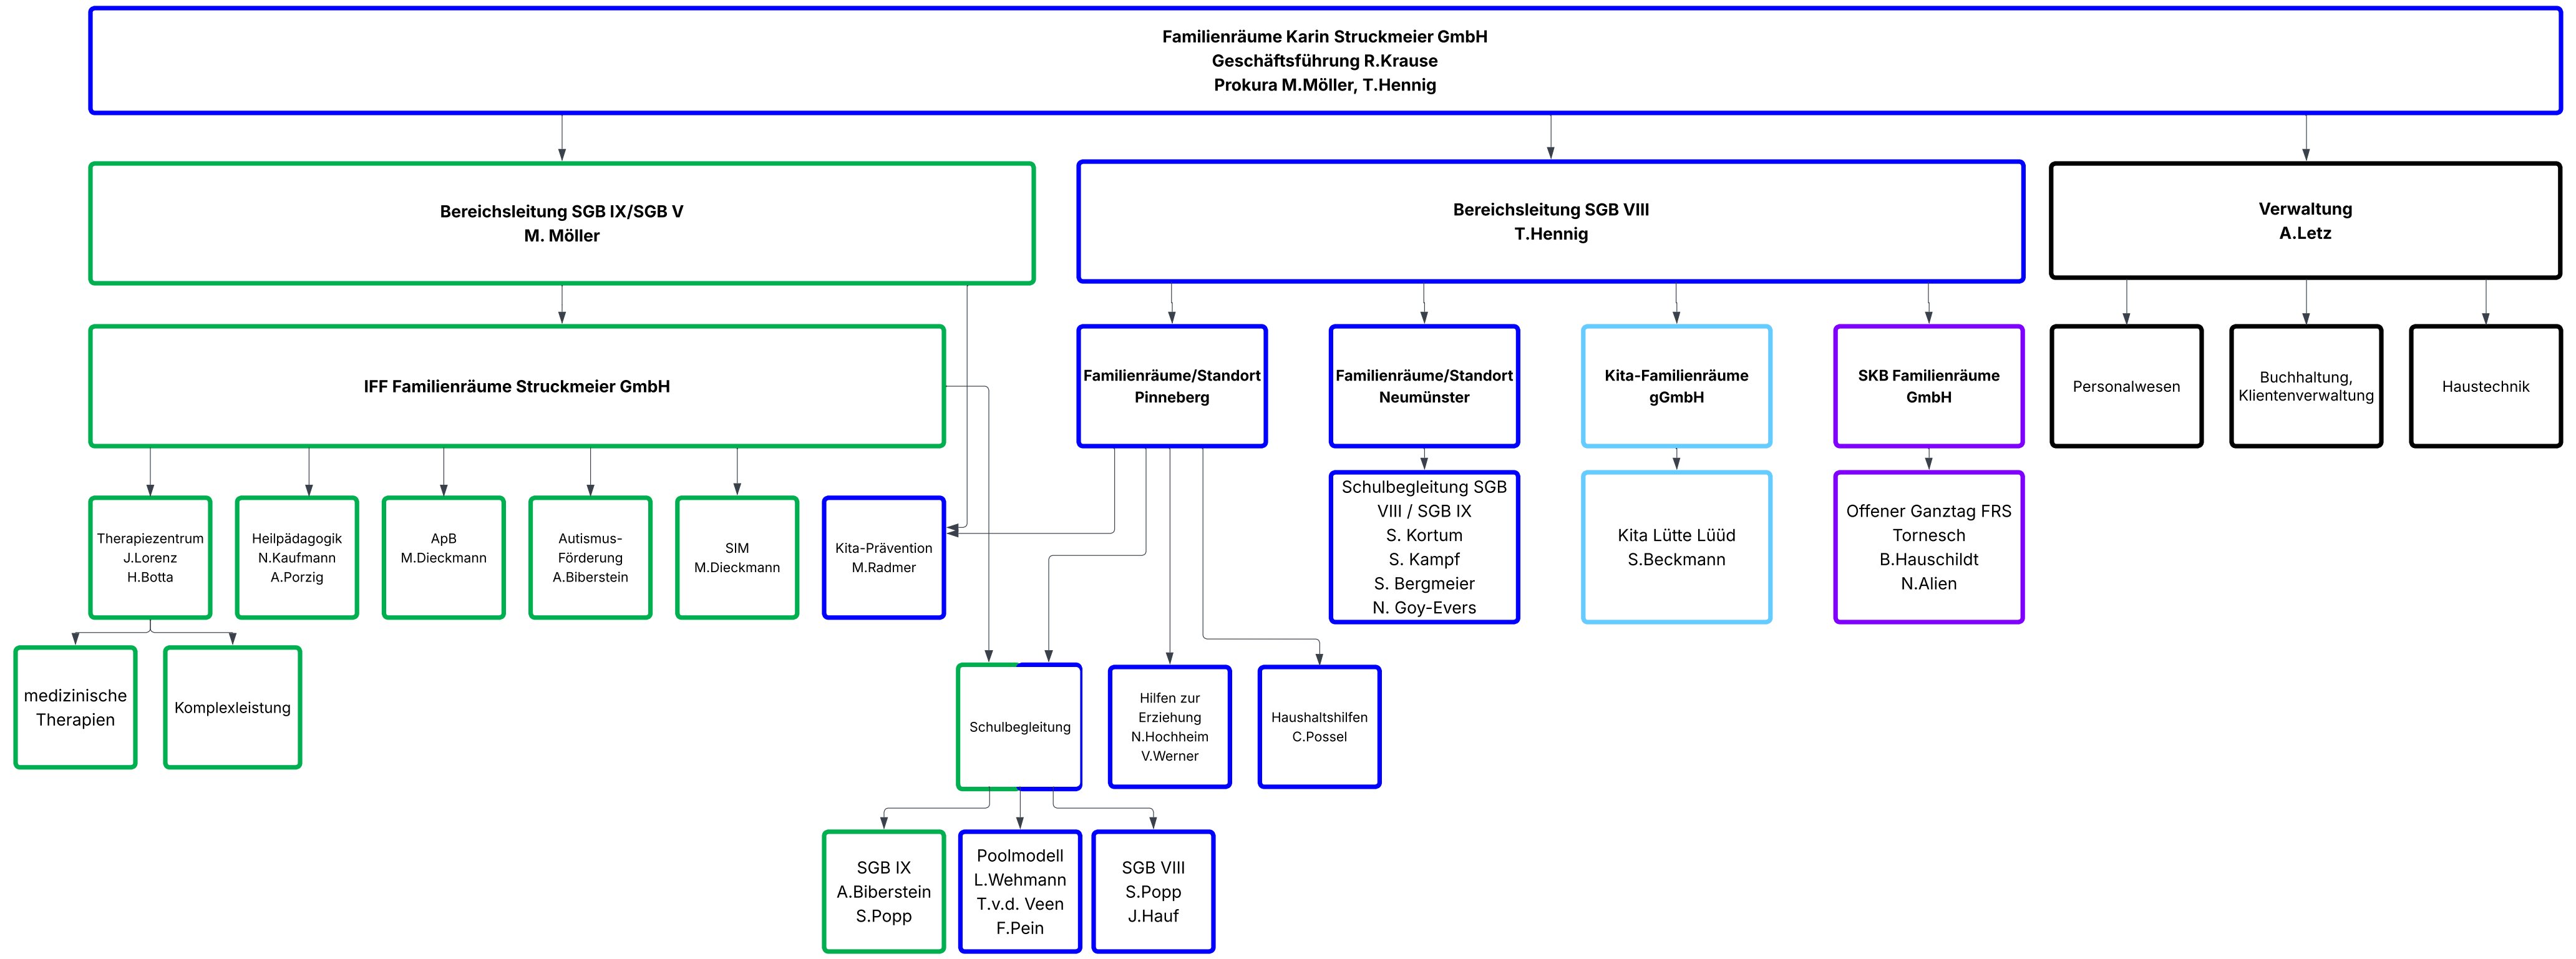 Familienräume Karin Struckmeier GmbH
Geschäftsführung R.Krause
Prokura M.Möller, T.Hennig
Bereichsleitung SGB IX/SGB V
M. Möller
Bereichsleitung SGB VIII
T.Hennig
Verwaltung
A.Letz
IFF Familienräume Struckmeier GmbH
Familienräume/Standort
Pinneberg
Familienräume/Standort
Neumünster
Kita-Familienräume
gGmbH
SKB Familienräume
GmbH
Personalwesen
Buchhaltung,
Klientenverwaltung
Haustechnik
Therapiezentrum
J.Lorenz
H.Botta
Heilpädagogik
N.Kaufmann
A.Porzig
ApB
M.Dieckmann
Autismus-
Förderung
A.Biberstein
SIM
M.Dieckmann
Kita-Prävention
M.Radmer
Schulbegleitung SGB
VIII / SGB IX
S. Kortum
S. Kampf
S. Bergmeier
N. Goy-Evers
Kita Lütte Lüüd
S.Beckmann
Offener Ganztag FRS
Tornesch
B.Hauschildt
N.Alien
medizinische
Therapien
Komplexleistung
Schulbegleitung
Hilfen zur
Erziehung
N.Hochheim
V.Werner
Haushaltshilfen
C.Possel
SGB IX
A.Biberstein
S.Popp
Poolmodell
L.Wehmann
T.v.d. Veen
F.Pein
SGB VIII
S.Popp
J.Hauf